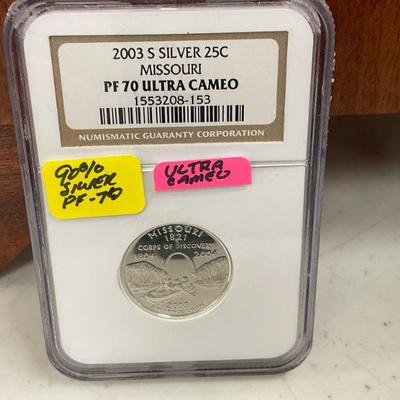 2003 S SILVER 25C
MISSOURI
PF 70 ULTRA CAMEO
1553208-153
NUMISMATIC GUARANTY CORPORATION
90%
SILVER
PF-70
ULTRA
CAMEO
MISSOURI
1821
CORPS OF DISCOVERY
1804 2004
2003